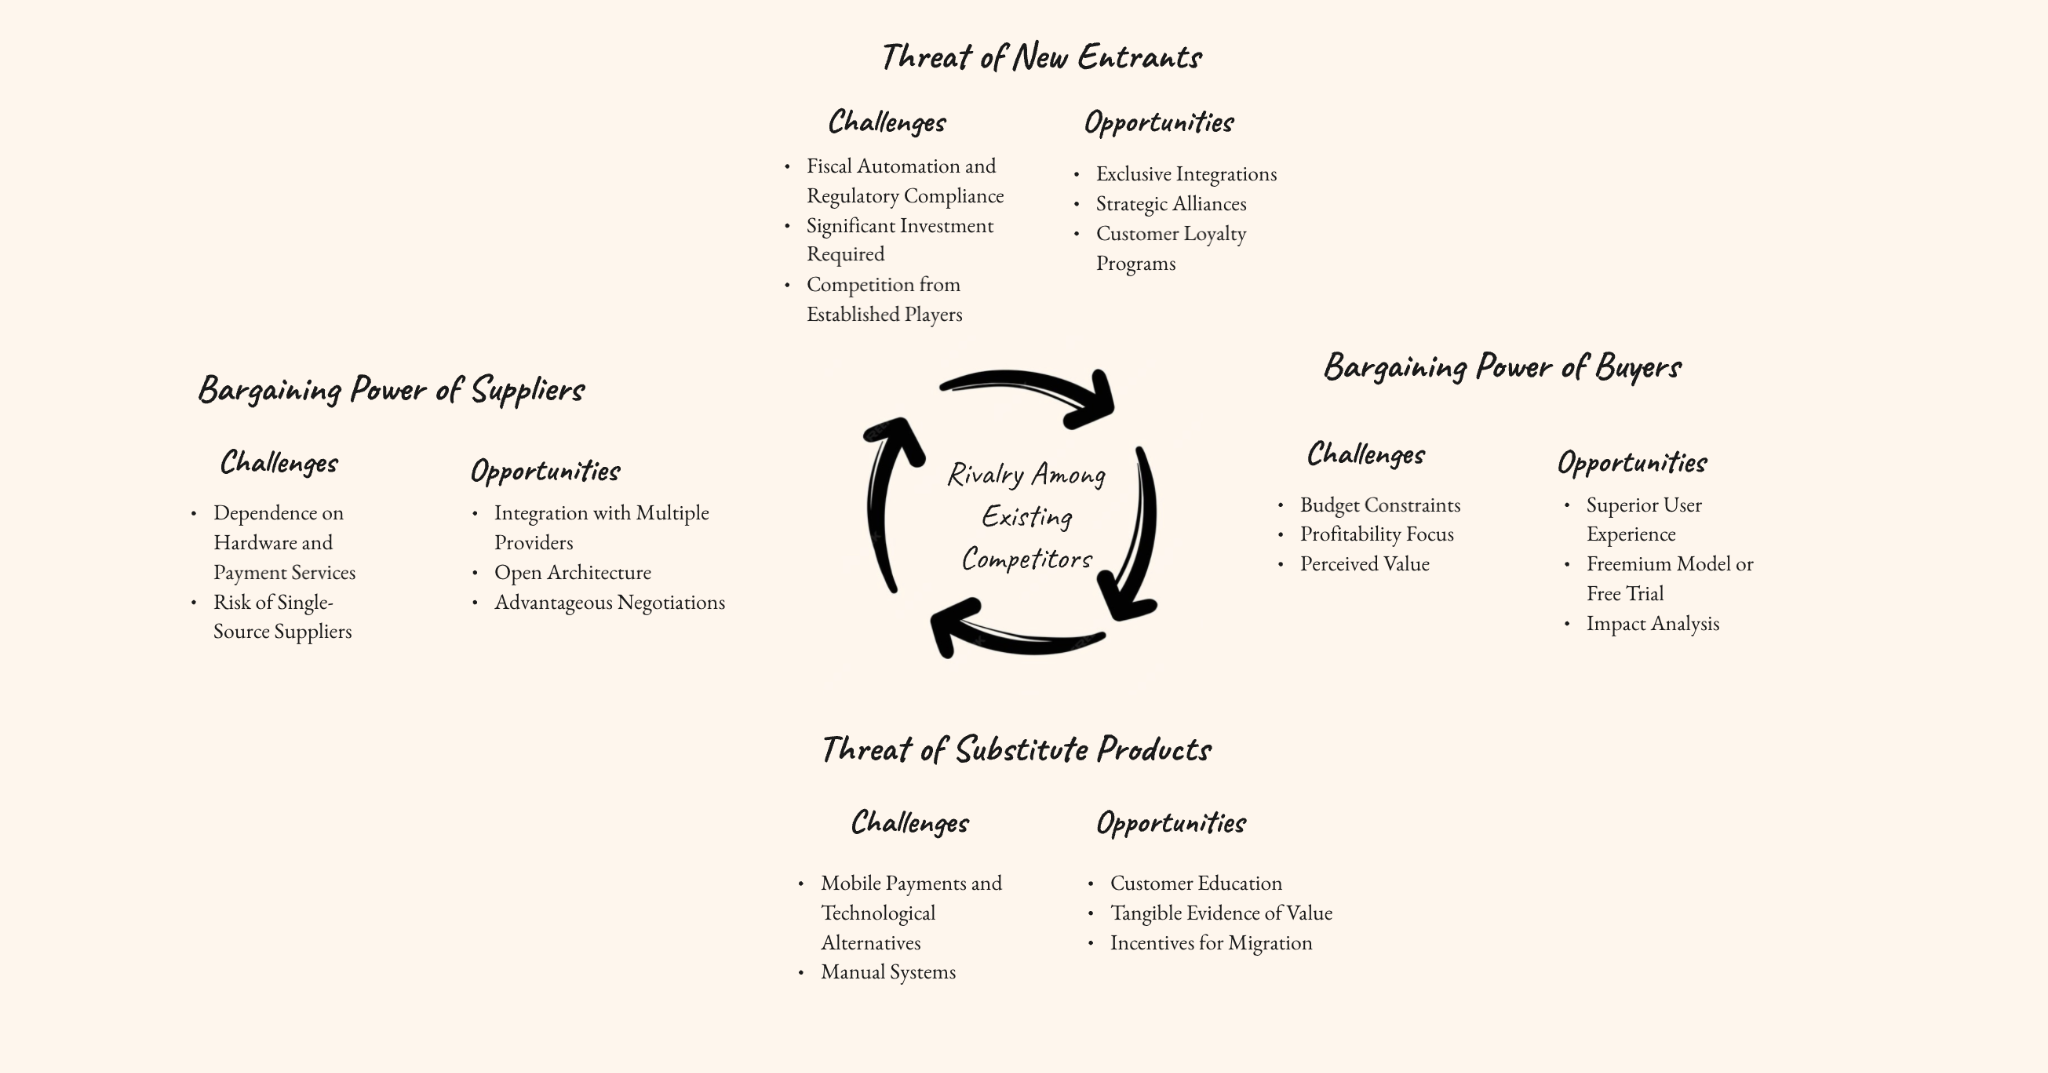 Threat of New Entrants
Challenges
• Fiscal Automation and
Regulatory Compliance
• Significant Investment
Required
• Competition from
Established Players
Opportunities
• Exclusive Integrations
• Strategic Alliances
• Customer Loyalty
Programs
Bargaining Power of Suppliers
Challenges
• Dependence on
Hardware and
Payment Services
• Risk of Single-
Source Suppliers
Opportunities
• Integration with Multiple
Providers
• Open Architecture
• Advantageous Negotiations
Rivalry Among
Existing
Competitors
Bargaining Power of Buyers
Challenges
• Budget Constraints
• Profitability Focus
• Perceived Value
Opportunities
• Superior User
Experience
• Freemium Model or
Free Trial
• Impact Analysis
Threat of Substitute Products
Challenges
• Mobile Payments and
Technological
Alternatives
• Manual Systems
Opportunities
• Customer Education
• Tangible Evidence of Value
• Incentives for Migration